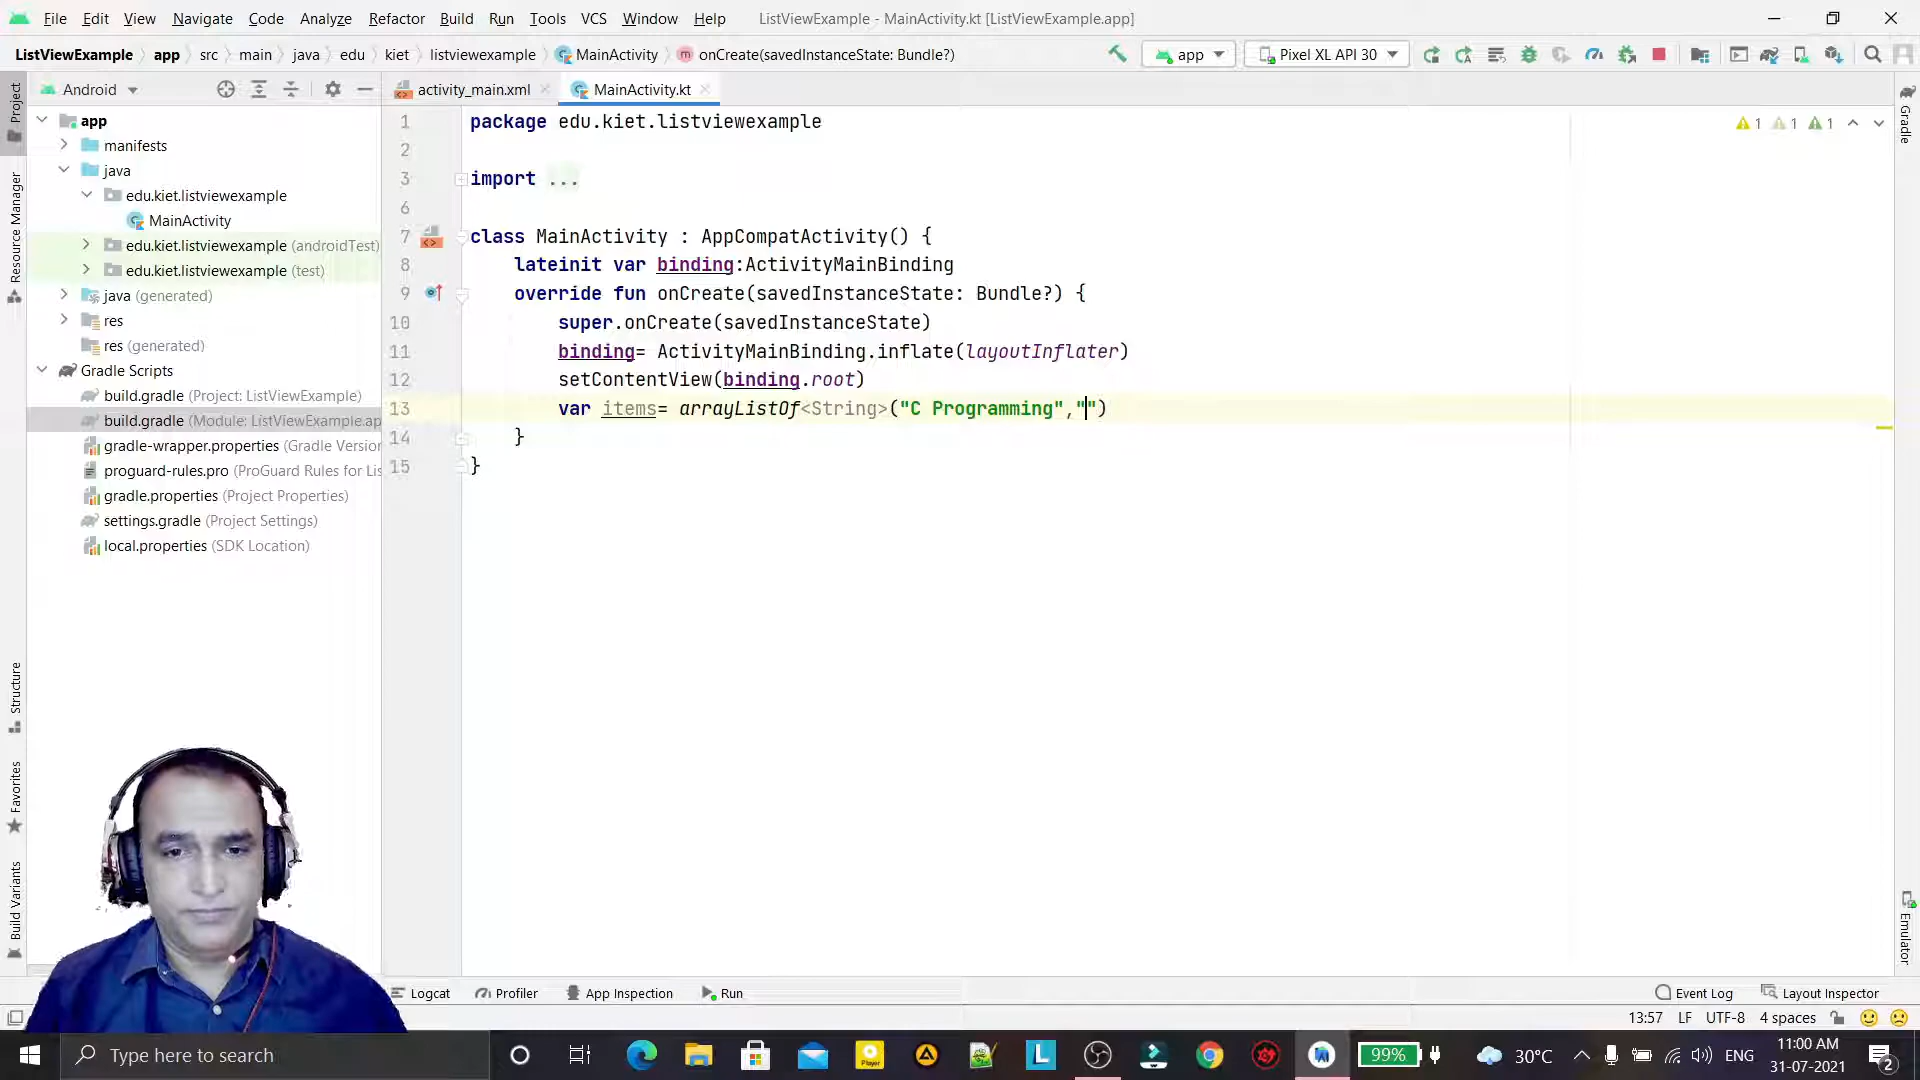 File Edit View Navigate Code Analyze Refactor Build Run Tools VCS Window Help ListViewExample - MainActivity.kt [ListViewExample.app]
ListViewExample app src main java edu kiet listviewexample MainActivity onCreate(savedInstanceState: Bundle?) app Pixel XL API 30
Android activity_main.xml MainActivity.kt
Project
Resource Manager
Structure
Favorites
Build Variants
app
manifests
java
edu.kiet.listviewexample
MainActivity
edu.kiet.listviewexample (androidTest)
edu.kiet.listviewexample (test)
java (generated)
res
res (generated)
Gradle Scripts
build.gradle (Project: ListViewExample)
build.gradle (Module: ListViewExample.ap
gradle-wrapper.properties (Gradle Version
proguard-rules.pro (ProGuard Rules for Lis
gradle.properties (Project Properties)
settings.gradle (Project Settings)
local.properties (SDK Location)
1 package edu.kiet.listviewexample
2
3 import ...
6
7 class MainActivity : AppCompatActivity() {
8 lateinit var binding:ActivityMainBinding
9 override fun onCreate(savedInstanceState: Bundle?) {
10 super.onCreate(savedInstanceState)
11 binding= ActivityMainBinding.inflate(layoutInflater)
12 setContentView(binding.root)
13 var items= arrayListOf<String>("C Programming","")
14 }
15 }
1 1 1
Gradle
Emulator
Logcat Profiler App Inspection Run Event Log Layout Inspector
13:57 LF UTF-8 4 spaces
Type here to search
Player
L
99% 30°C ENG 11:00 AM
31-07-2021
2